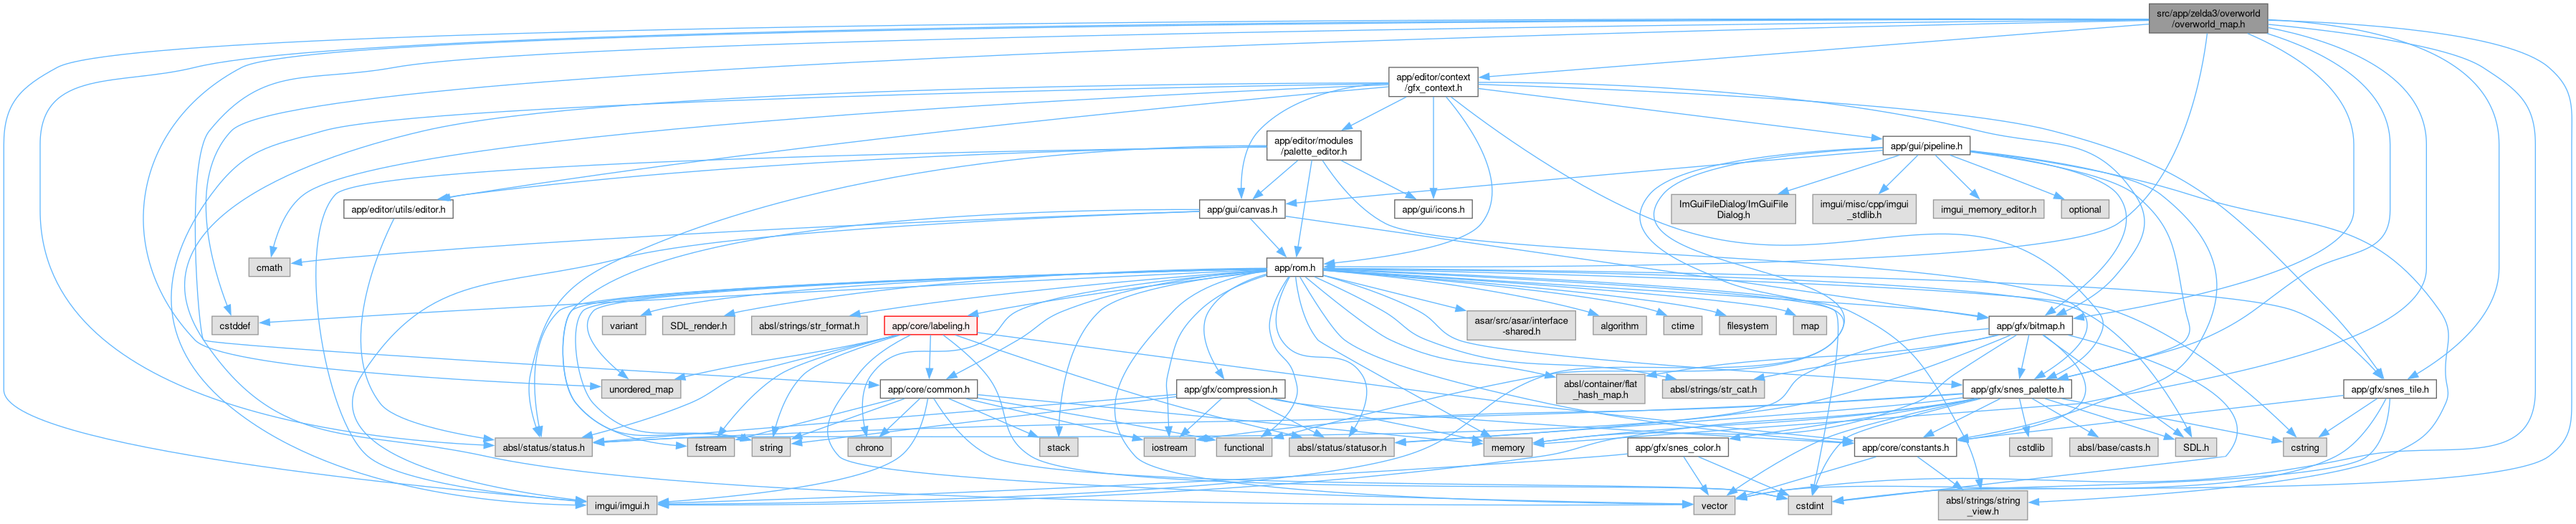 src/app/zelda3/overworld
/overworld_map.h
app/editor/context
/gfx_context.h
app/editor/modules
/palette_editor.h
app/gui/pipeline.h
app/editor/utils/editor.h
app/gui/canvas.h
app/gui/icons.h
ImGuiFileDialog/ImGuiFile
Dialog.h
imgui/misc/cpp/imgui
_stdlib.h
imgui_memory_editor.h
optional
cmath
app/rom.h
cstddef
variant
SDL_render.h
absl/strings/str_format.h
app/core/labeling.h
asar/src/asar/interface
-shared.h
algorithm
ctime
filesystem
map
app/gfx/bitmap.h
unordered_map
app/core/common.h
app/gfx/compression.h
absl/container/flat
_hash_map.h
absl/strings/str_cat.h
app/gfx/snes_palette.h
app/gfx/snes_tile.h
absl/status/status.h
fstream
string
chrono
stack
iostream
functional
absl/status/statusor.h
memory
app/gfx/snes_color.h
app/core/constants.h
cstdlib
absl/base/casts.h
SDL.h
cstring
imgui/imgui.h
vector
cstdint
absl/strings/string
_view.h